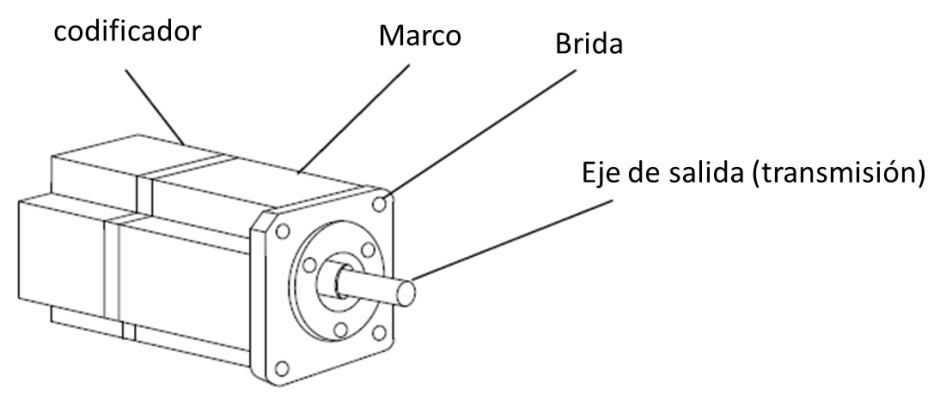 codificador
Marco
Brida
Eje de salida (transmisión)